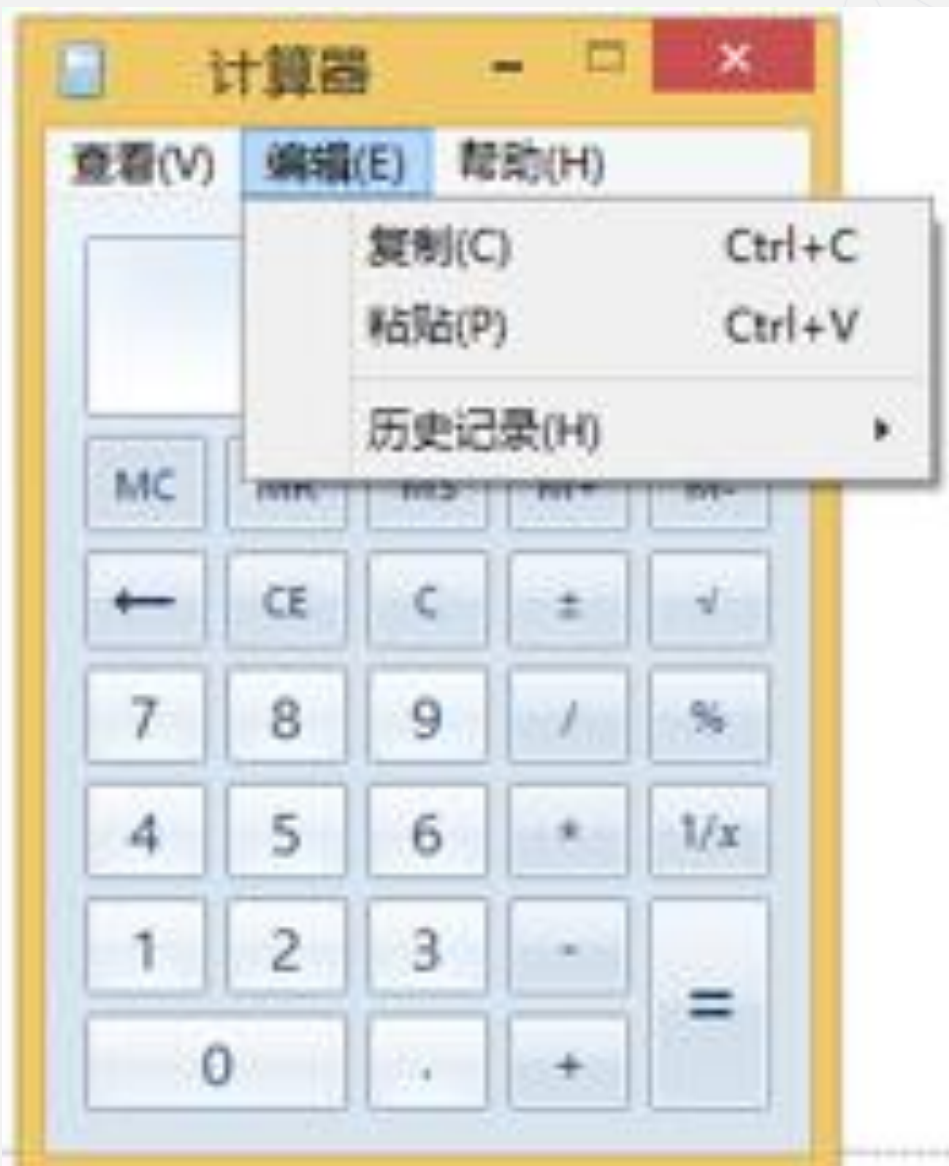 计算器
查看(V) 编辑(E) 帮助(H)
复制(C) Ctrl+C
粘贴(P) Ctrl+V
历史记录(H)
MC
← CE C ± √
7 8 9 / %
4 5 6 * 1/x
1 2 3 -
=
0 . +